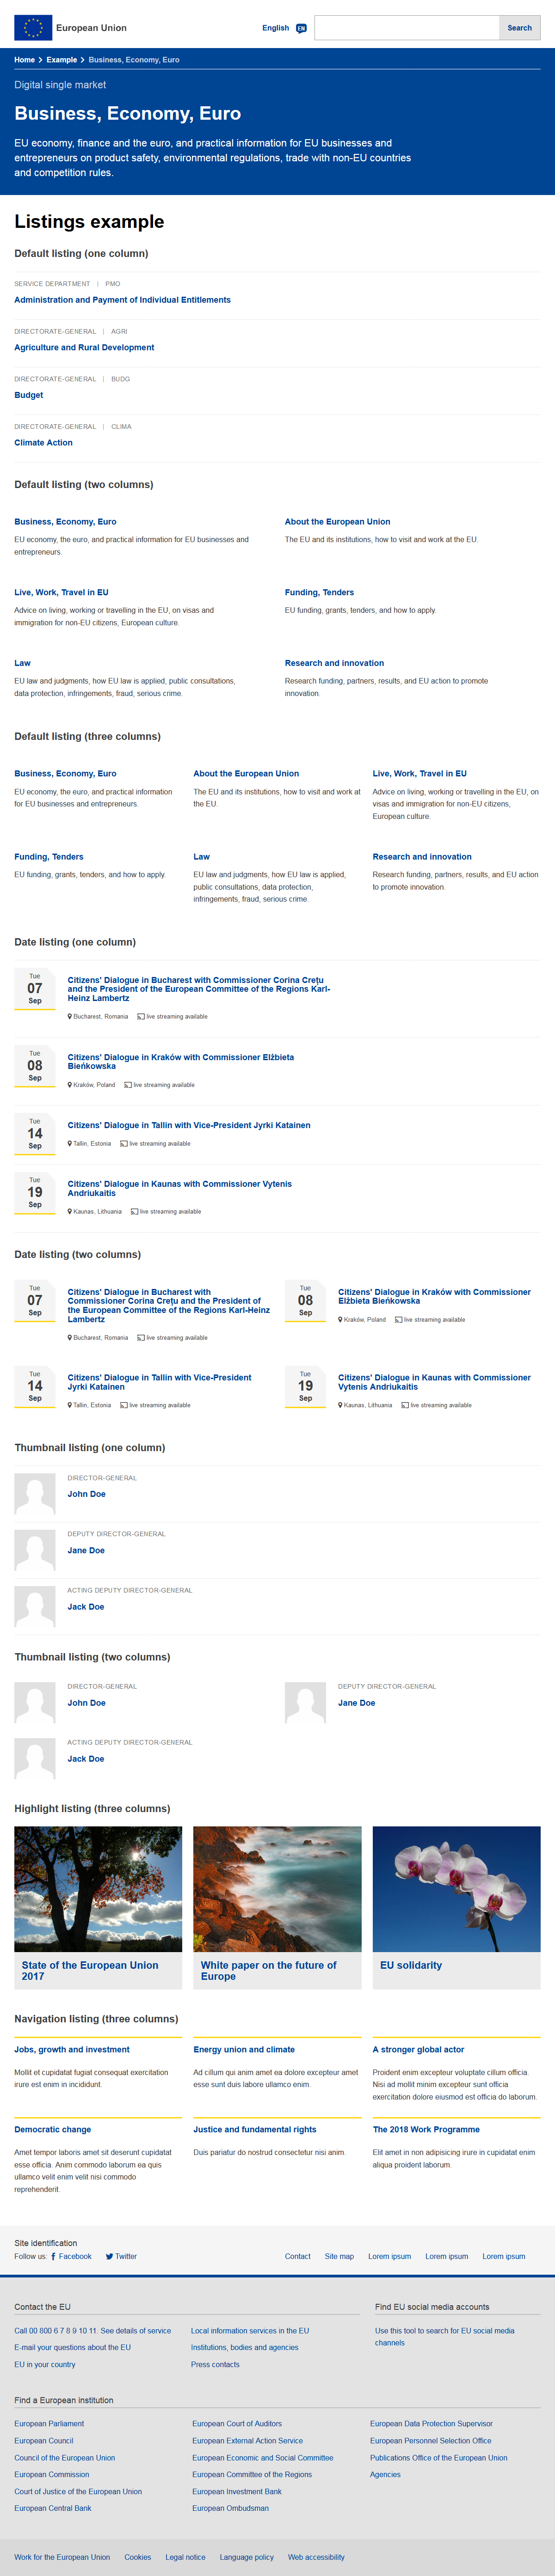 European Union
English EN
Search
Home > Example > Business, Economy, Euro
Digital single market
Business, Economy, Euro
EU economy, finance and the euro, and practical information for EU businesses and
entrepreneurs on product safety, environmental regulations, trade with non-EU countries
and competition rules.
Listings example
Default listing (one column)
SERVICE DEPARTMENT | PMO
Administration and Payment of Individual Entitlements
DIRECTORATE-GENERAL | AGRI
Agriculture and Rural Development
DIRECTORATE-GENERAL | BUDG
Budget
DIRECTORATE-GENERAL | CLIMA
Climate Action
Default listing (two columns)
Business, Economy, Euro
EU economy, the euro, and practical information for EU businesses and
entrepreneurs.
About the European Union
The EU and its institutions, how to visit and work at the EU.
Live, Work, Travel in EU
Advice on living, working or travelling in the EU, on visas and
immigration for non-EU citizens, European culture.
Funding, Tenders
EU funding, grants, tenders, and how to apply.
Law
EU law and judgments, how EU law is applied, public consultations,
data protection, infringements, fraud, serious crime.
Research and innovation
Research funding, partners, results, and EU action to promote
innovation.
Default listing (three columns)
Business, Economy, Euro
EU economy, the euro, and practical information
for EU businesses and entrepreneurs.
About the European Union
The EU and its institutions, how to visit and work at
the EU.
Live, Work, Travel in EU
Advice on living, working or travelling in the EU, on
visas and immigration for non-EU citizens,
European culture.
Funding, Tenders
EU funding, grants, tenders, and how to apply.
Law
EU law and judgments, how EU law is applied,
public consultations, data protection,
infringements, fraud, serious crime.
Research and innovation
Research funding, partners, results, and EU action
to promote innovation.
Date listing (one column)
Tue
07
Sep
Citizens' Dialogue in Bucharest with Commissioner Corina Crețu
and the President of the European Committee of the Regions Karl-
Heinz Lambertz
Bucharest, Romania live streaming available
Tue
08
Sep
Citizens' Dialogue in Kraków with Commissioner Elżbieta
Bieńkowska
Kraków, Poland live streaming available
Tue
14
Sep
Citizens' Dialogue in Tallin with Vice-President Jyrki Katainen
Tallin, Estonia live streaming available
Tue
19
Sep
Citizens' Dialogue in Kaunas with Commissioner Vytenis
Andriukaitis
Kaunas, Lithuania live streaming available
Date listing (two columns)
Tue
07
Sep
Citizens' Dialogue in Bucharest with
Commissioner Corina Crețu and the President of
the European Committee of the Regions Karl-Heinz
Lambertz
Bucharest, Romania live streaming available
Tue
08
Sep
Citizens' Dialogue in Kraków with Commissioner
Elżbieta Bieńkowska
Kraków, Poland live streaming available
Tue
14
Sep
Citizens' Dialogue in Tallin with Vice-President
Jyrki Katainen
Tallin, Estonia live streaming available
Tue
19
Sep
Citizens' Dialogue in Kaunas with Commissioner
Vytenis Andriukaitis
Kaunas, Lithuania live streaming available
Thumbnail listing (one column)
DIRECTOR-GENERAL
John Doe
DEPUTY DIRECTOR-GENERAL
Jane Doe
ACTING DEPUTY DIRECTOR-GENERAL
Jack Doe
Thumbnail listing (two columns)
DIRECTOR-GENERAL
John Doe
DEPUTY DIRECTOR-GENERAL
Jane Doe
ACTING DEPUTY DIRECTOR-GENERAL
Jack Doe
Highlight listing (three columns)
State of the European Union
2017
White paper on the future of
Europe
EU solidarity
Navigation listing (three columns)
Jobs, growth and investment
Mollit et cupidatat fugiat consequat exercitation
irure est enim in incididunt.
Energy union and climate
Ad cillum qui anim amet ea dolore excepteur amet
esse sunt duis labore ullamco enim.
A stronger global actor
Proident enim excepteur voluptate cillum officia.
Nisi ad mollit minim excepteur sunt officia
exercitation dolore eiusmod est officia do laborum.
Democratic change
Amet tempor laboris amet sit deserunt cupidatat
esse officia. Anim commodo laborum ea quis
ullamco velit enim velit nisi commodo
reprehenderit.
Justice and fundamental rights
Duis pariatur do nostrud consectetur nisi anim.
The 2018 Work Programme
Elit amet in non adipisicing irure in cupidatat enim
aliqua proident laborum.
Site identification
Follow us: Facebook Twitter
Contact Site map Lorem ipsum Lorem ipsum Lorem ipsum
Contact the EU
Call 00 800 6 7 8 9 10 11. See details of service
E-mail your questions about the EU
EU in your country
Local information services in the EU
Institutions, bodies and agencies
Press contacts
Find EU social media accounts
Use this tool to search for EU social media
channels
Find a European institution
European Parliament
European Council
Council of the European Union
European Commission
Court of Justice of the European Union
European Central Bank
European Court of Auditors
European External Action Service
European Economic and Social Committee
European Committee of the Regions
European Investment Bank
European Ombudsman
European Data Protection Supervisor
European Personnel Selection Office
Publications Office of the European Union
Agencies
Work for the European Union Cookies Legal notice Language policy Web accessibility